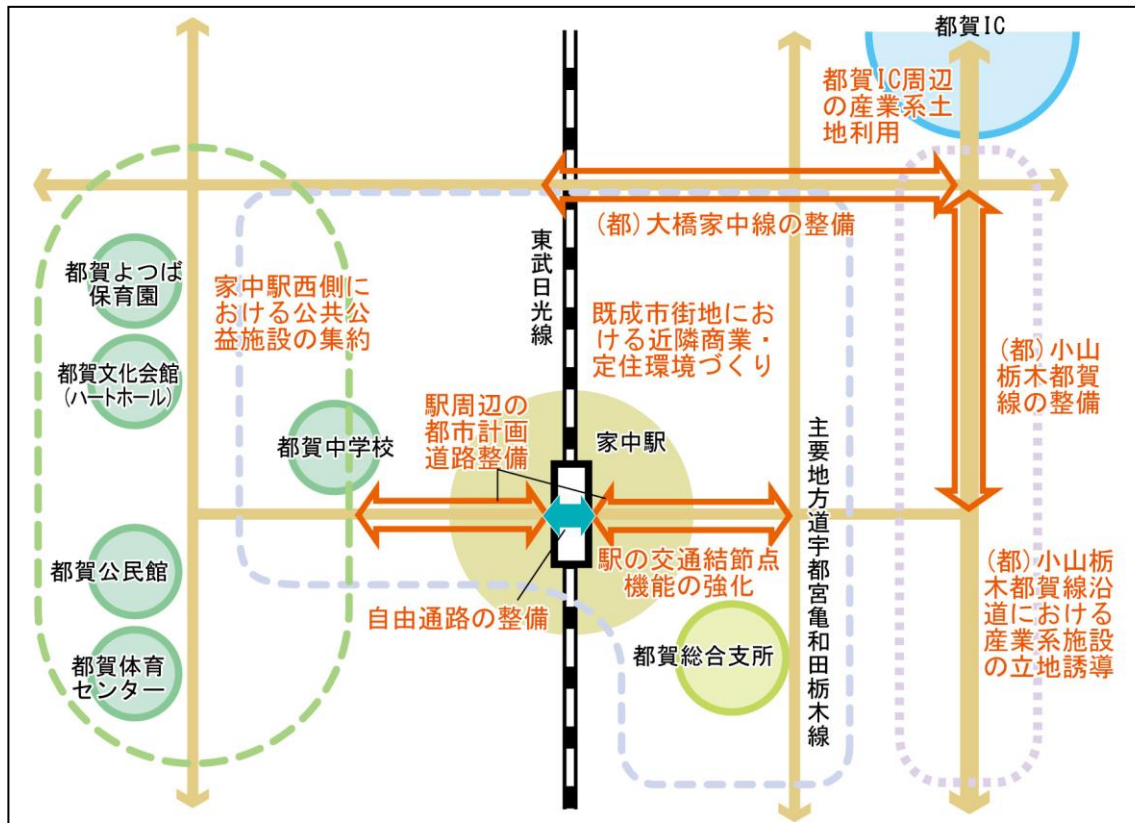 都賀IC
都賀IC周辺
の産業系土
地利用
(都)大橋家中線の整備
東武日光線
都賀よつば
保育園
家中駅西側に
おける公共公
益施設の集約
既成市街地にお
ける近隣商業・
定住環境づくり
(都)小山
栃木都賀
線の整備
都賀文化会館
(ハートホール)
駅周辺の
都市計画
道路整備
都賀中学校
家中駅
主要地方道宇都宮亀和田栃木線
都賀公民館
駅の交通結節点
機能の強化
自由通路の整備
(都)小山栃
木都賀線沿
道における
産業系施設
の立地誘導
都賀総合支所
都賀体育
センター